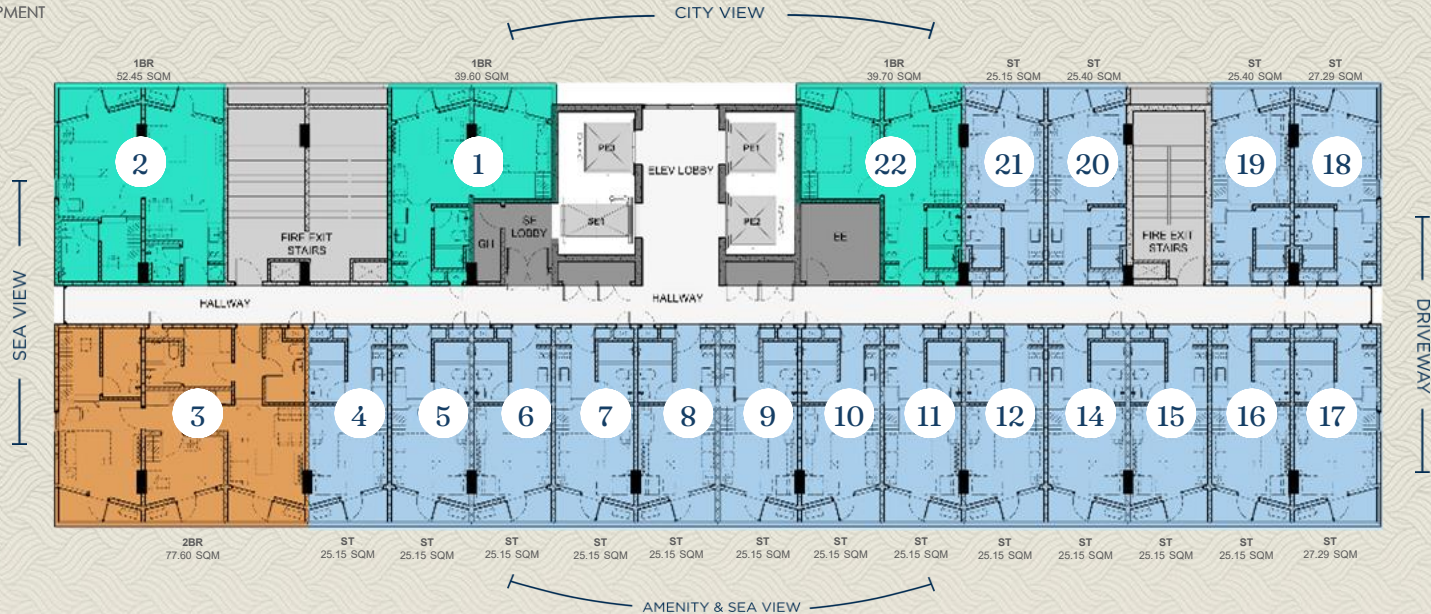 PMENT
CITY VIEW
1BR
52.45 SQM
1BR
39.60 SQM
1BR
39.70 SQM
ST
25.15 SQM
ST
25.40 SQM
ST
25.40 SQM
ST
27.29 SQM
2
1
22
21
20
19
18
PE3
PE1
ELEV LOBBY
SE1
PE2
SE
LOBBY
EE
FIRE EXIT
STAIRS
FIRE EXIT
STAIRS
HALLWAY
HALLWAY
SEA VIEW
DRIVEWAY
3
4
5
6
7
8
9
10
11
12
14
15
16
17
2BR
77.60 SQM
ST
25.15 SQM
ST
25.15 SQM
ST
25.15 SQM
ST
25.15 SQM
ST
25.15 SQM
ST
25.15 SQM
ST
25.15 SQM
ST
25.15 SQM
ST
25.15 SQM
ST
25.15 SQM
ST
25.15 SQM
ST
25.15 SQM
ST
27.29 SQM
AMENITY & SEA VIEW